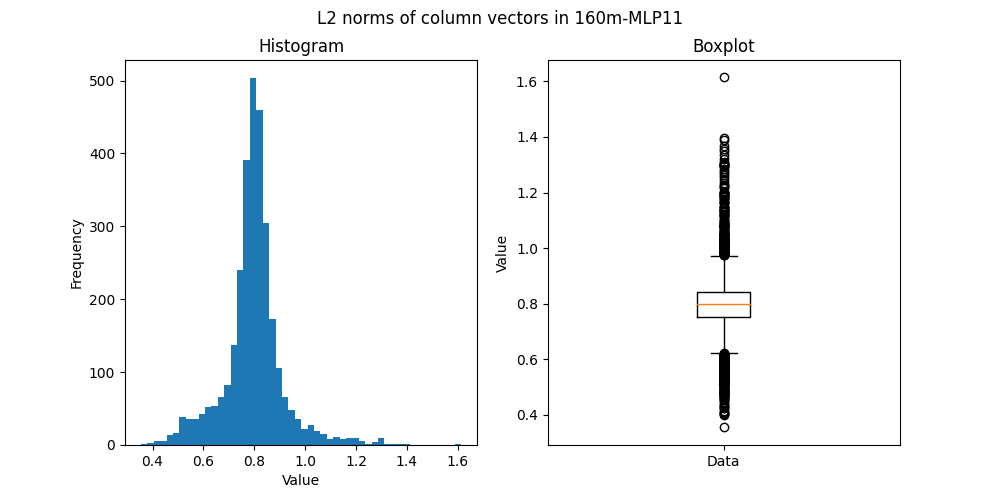 L2 norms of column vectors in 160m-MLP11
Histogram
Frequency
500
400
300
200
100
0
0.4 0.6 0.8 1.0 1.2 1.4 1.6
Value
Boxplot
Value
1.6
1.4
1.2
1.0
0.8
0.6
0.4
Data